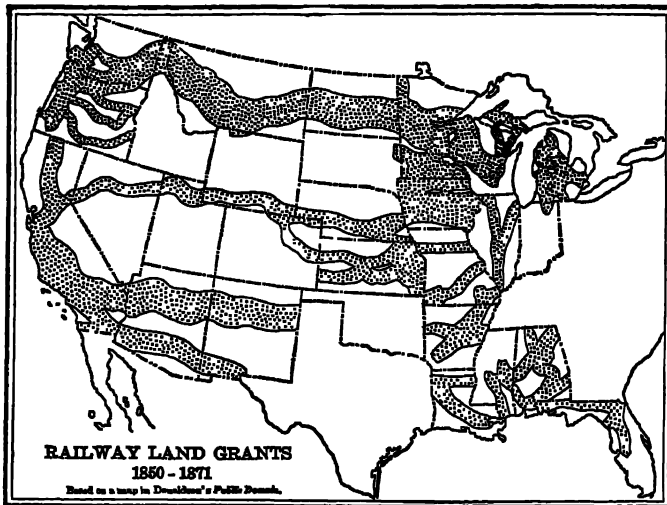 RAILWAY LAND GRANTS
1850 - 1871
Based on a map in Donaldson's Public Domain.